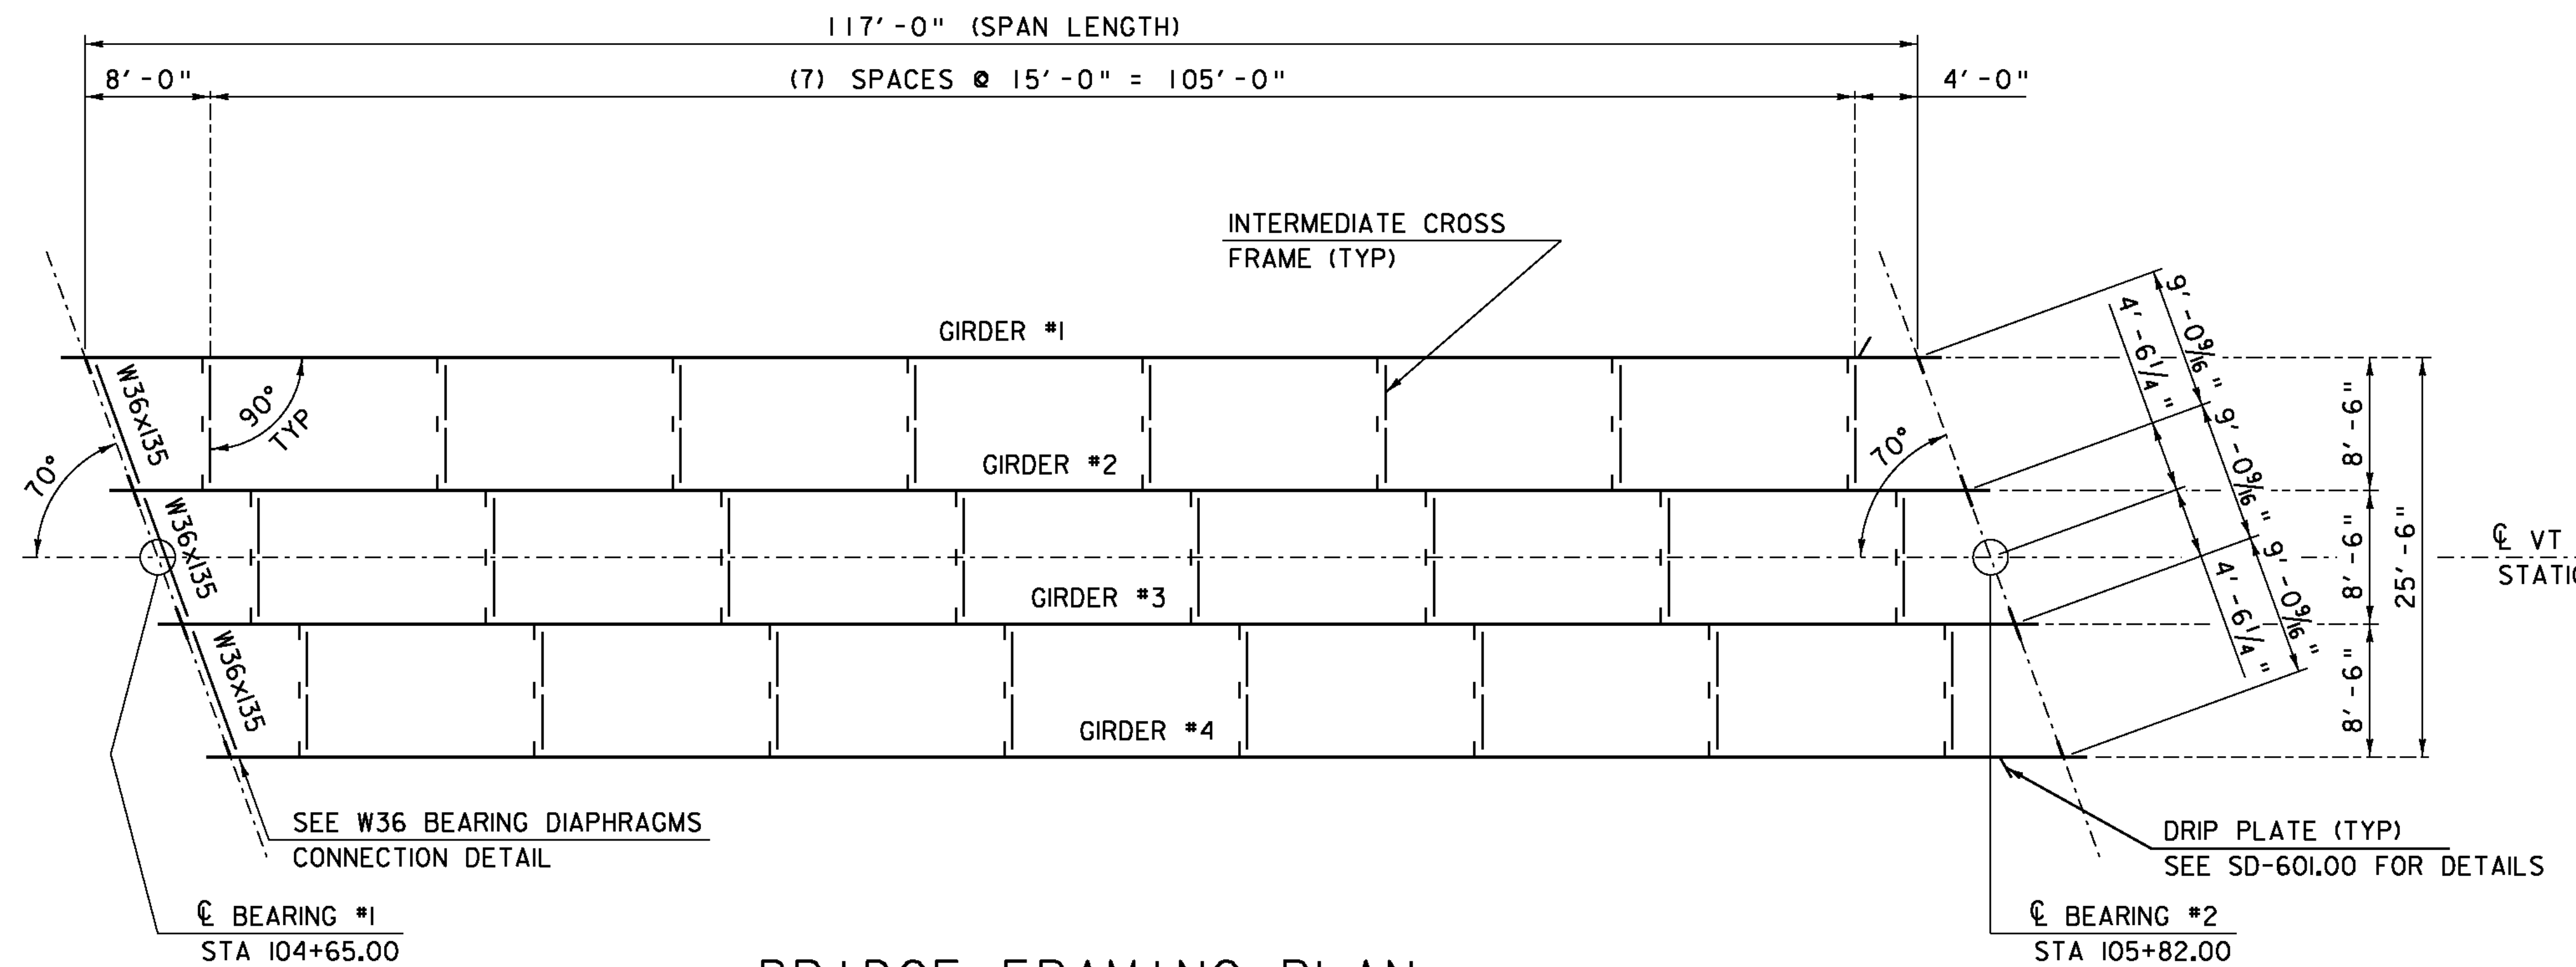 117'-0" (SPAN LENGTH)
8'-0"
(7) SPACES @ 15'-0" = 105'-0"
4'-0"
INTERMEDIATE CROSS
FRAME (TYP)
GIRDER #1
W36x135
90°
TYP
70°
GIRDER #2
W36x135
GIRDER #3
W36x135
GIRDER #4
70°
9'-0 9/16"
4'-6 1/4"
9'-0 9/16"
9'-0 9/16"
4'-6 1/4"
8'-6"
8'-6"
8'-6"
25'-6"
℄ VT
SEE W36 BEARING DIAPHRAGMS
CONNECTION DETAIL
DRIP PLATE (TYP)
SEE SD-601.00 FOR DETAILS
℄ BEARING #1
STA 104+65.00
℄ BEARING #2
STA 105+82.00
BRIDGE FRAMING PLAN